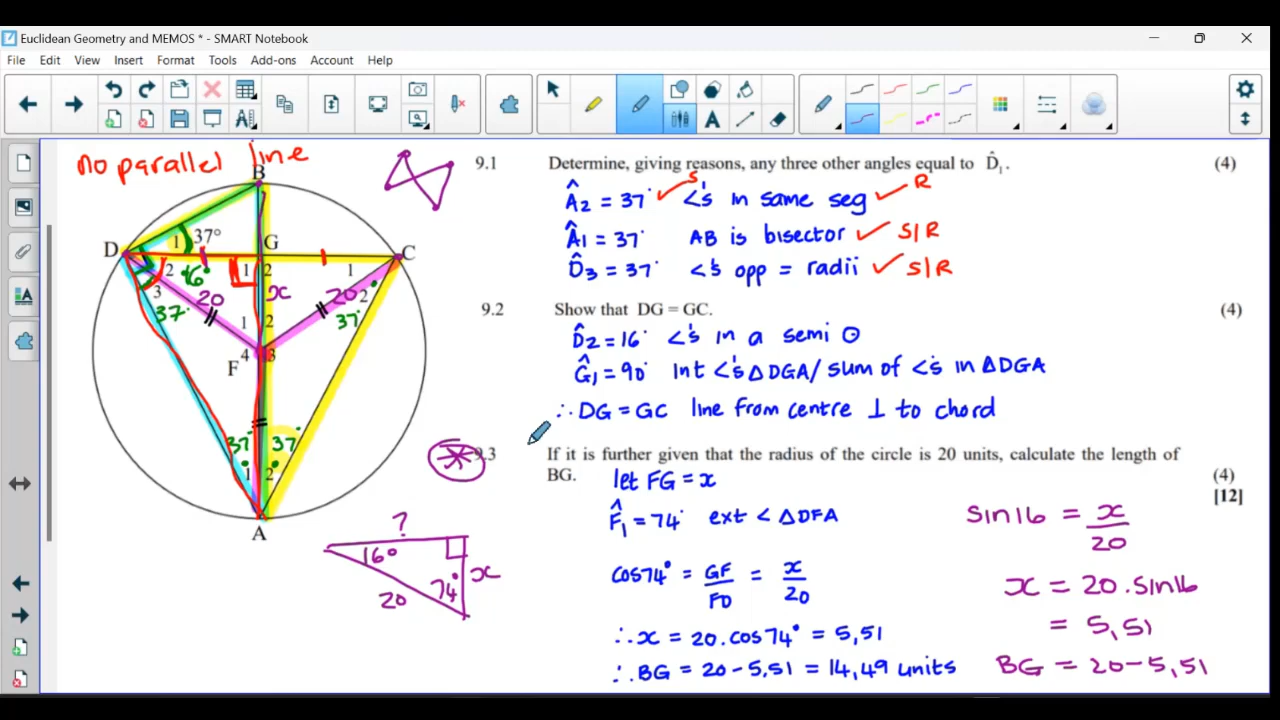 Euclidean Geometry and MEMOS * - SMART Notebook
File Edit View Insert Format Tools Add-ons Account Help
no parallel line
B
D 1 37° G C
2 16° 1 2 1
3 20 x 20 2
37° 1 2 37°
4 3
F
37° 37°
1 2
A
?
16°
74° x
20
9.1 Determine, giving reasons, any three other angles equal to D̂₁. (4)
Â₂ = 37° ✓S <'s in same seg ✓ R
Â₁ = 37° AB is bisector ✓ S/R
D̂₃ = 37° <'s opp = radii ✓ S/R
9.2 Show that DG = GC. (4)
D̂₂ = 16° <'s in a semi ⊙
Ĝ₁ = 90° Int <'s ΔDGA / sum of <'s in ΔDGA
∴ DG = GC line from centre ⊥ to chord
9.3 If it is further given that the radius of the circle is 20 units, calculate the length of
BG. (4)
[12]
let FG = x
F̂₁ = 74° ext < ΔDFA
cos74° = GF/FD = x/20
∴ x = 20.cos74° = 5,51
∴ BG = 20 - 5,51 = 14,49 units
sin16 = x/20
x = 20.sin16
= 5,51
BG = 20 - 5,51